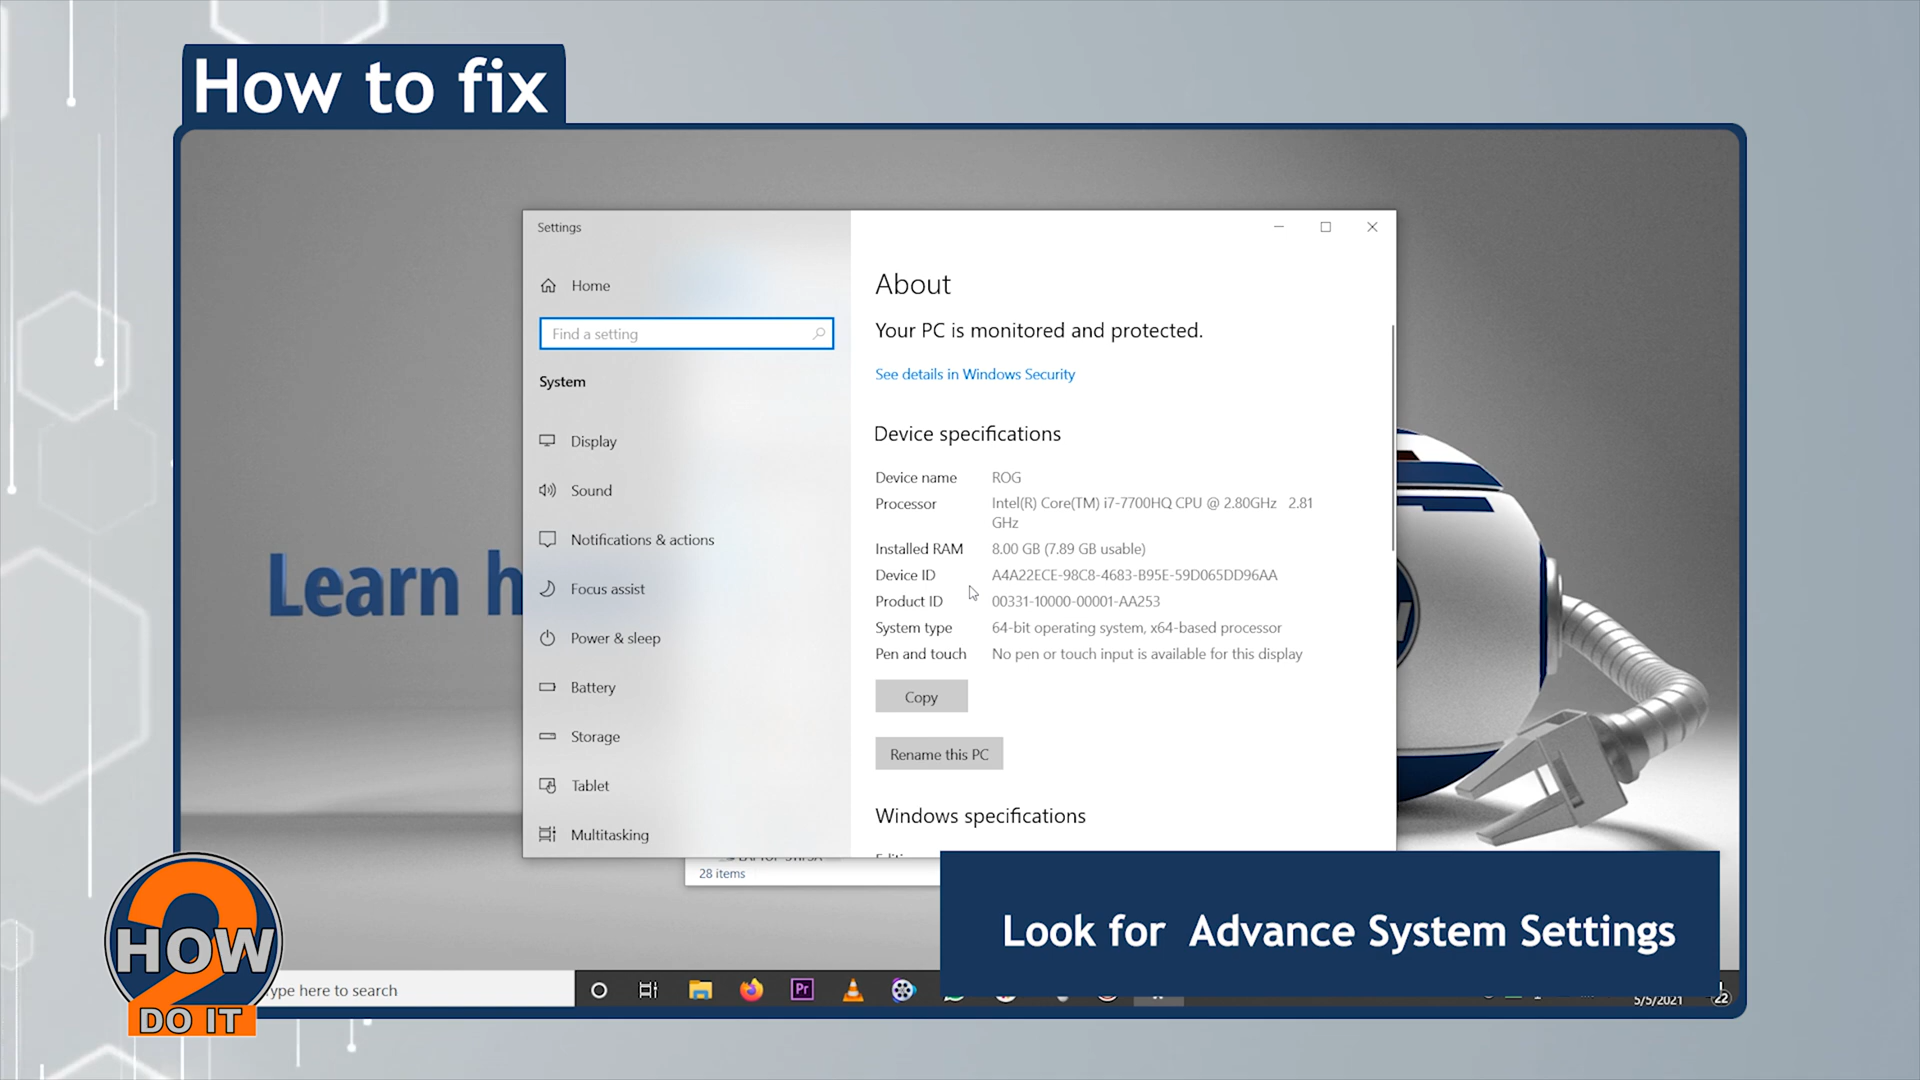 How to fix
Settings
Home
Find a setting
System
Display
Sound
Notifications & actions
Focus assist
Power & sleep
Battery
Storage
Tablet
Multitasking
About
Your PC is monitored and protected.
See details in Windows Security
Device specifications
Device name ROG
Processor Intel(R) Core(TM) i7-7700HQ CPU @ 2.80GHz 2.81
GHz
Installed RAM 8.00 GB (7.89 GB usable)
Device ID A4A22ECE-98C8-4683-B95E-59D065DD96AA
Product ID 00331-10000-00001-AA253
System type 64-bit operating system, x64-based processor
Pen and touch No pen or touch input is available for this display
Copy
Rename this PC
Windows specifications
Learn h
28 items
Look for Advance System Settings
HOW
2
DO IT
ype here to search
Pr
5/5/2021
22